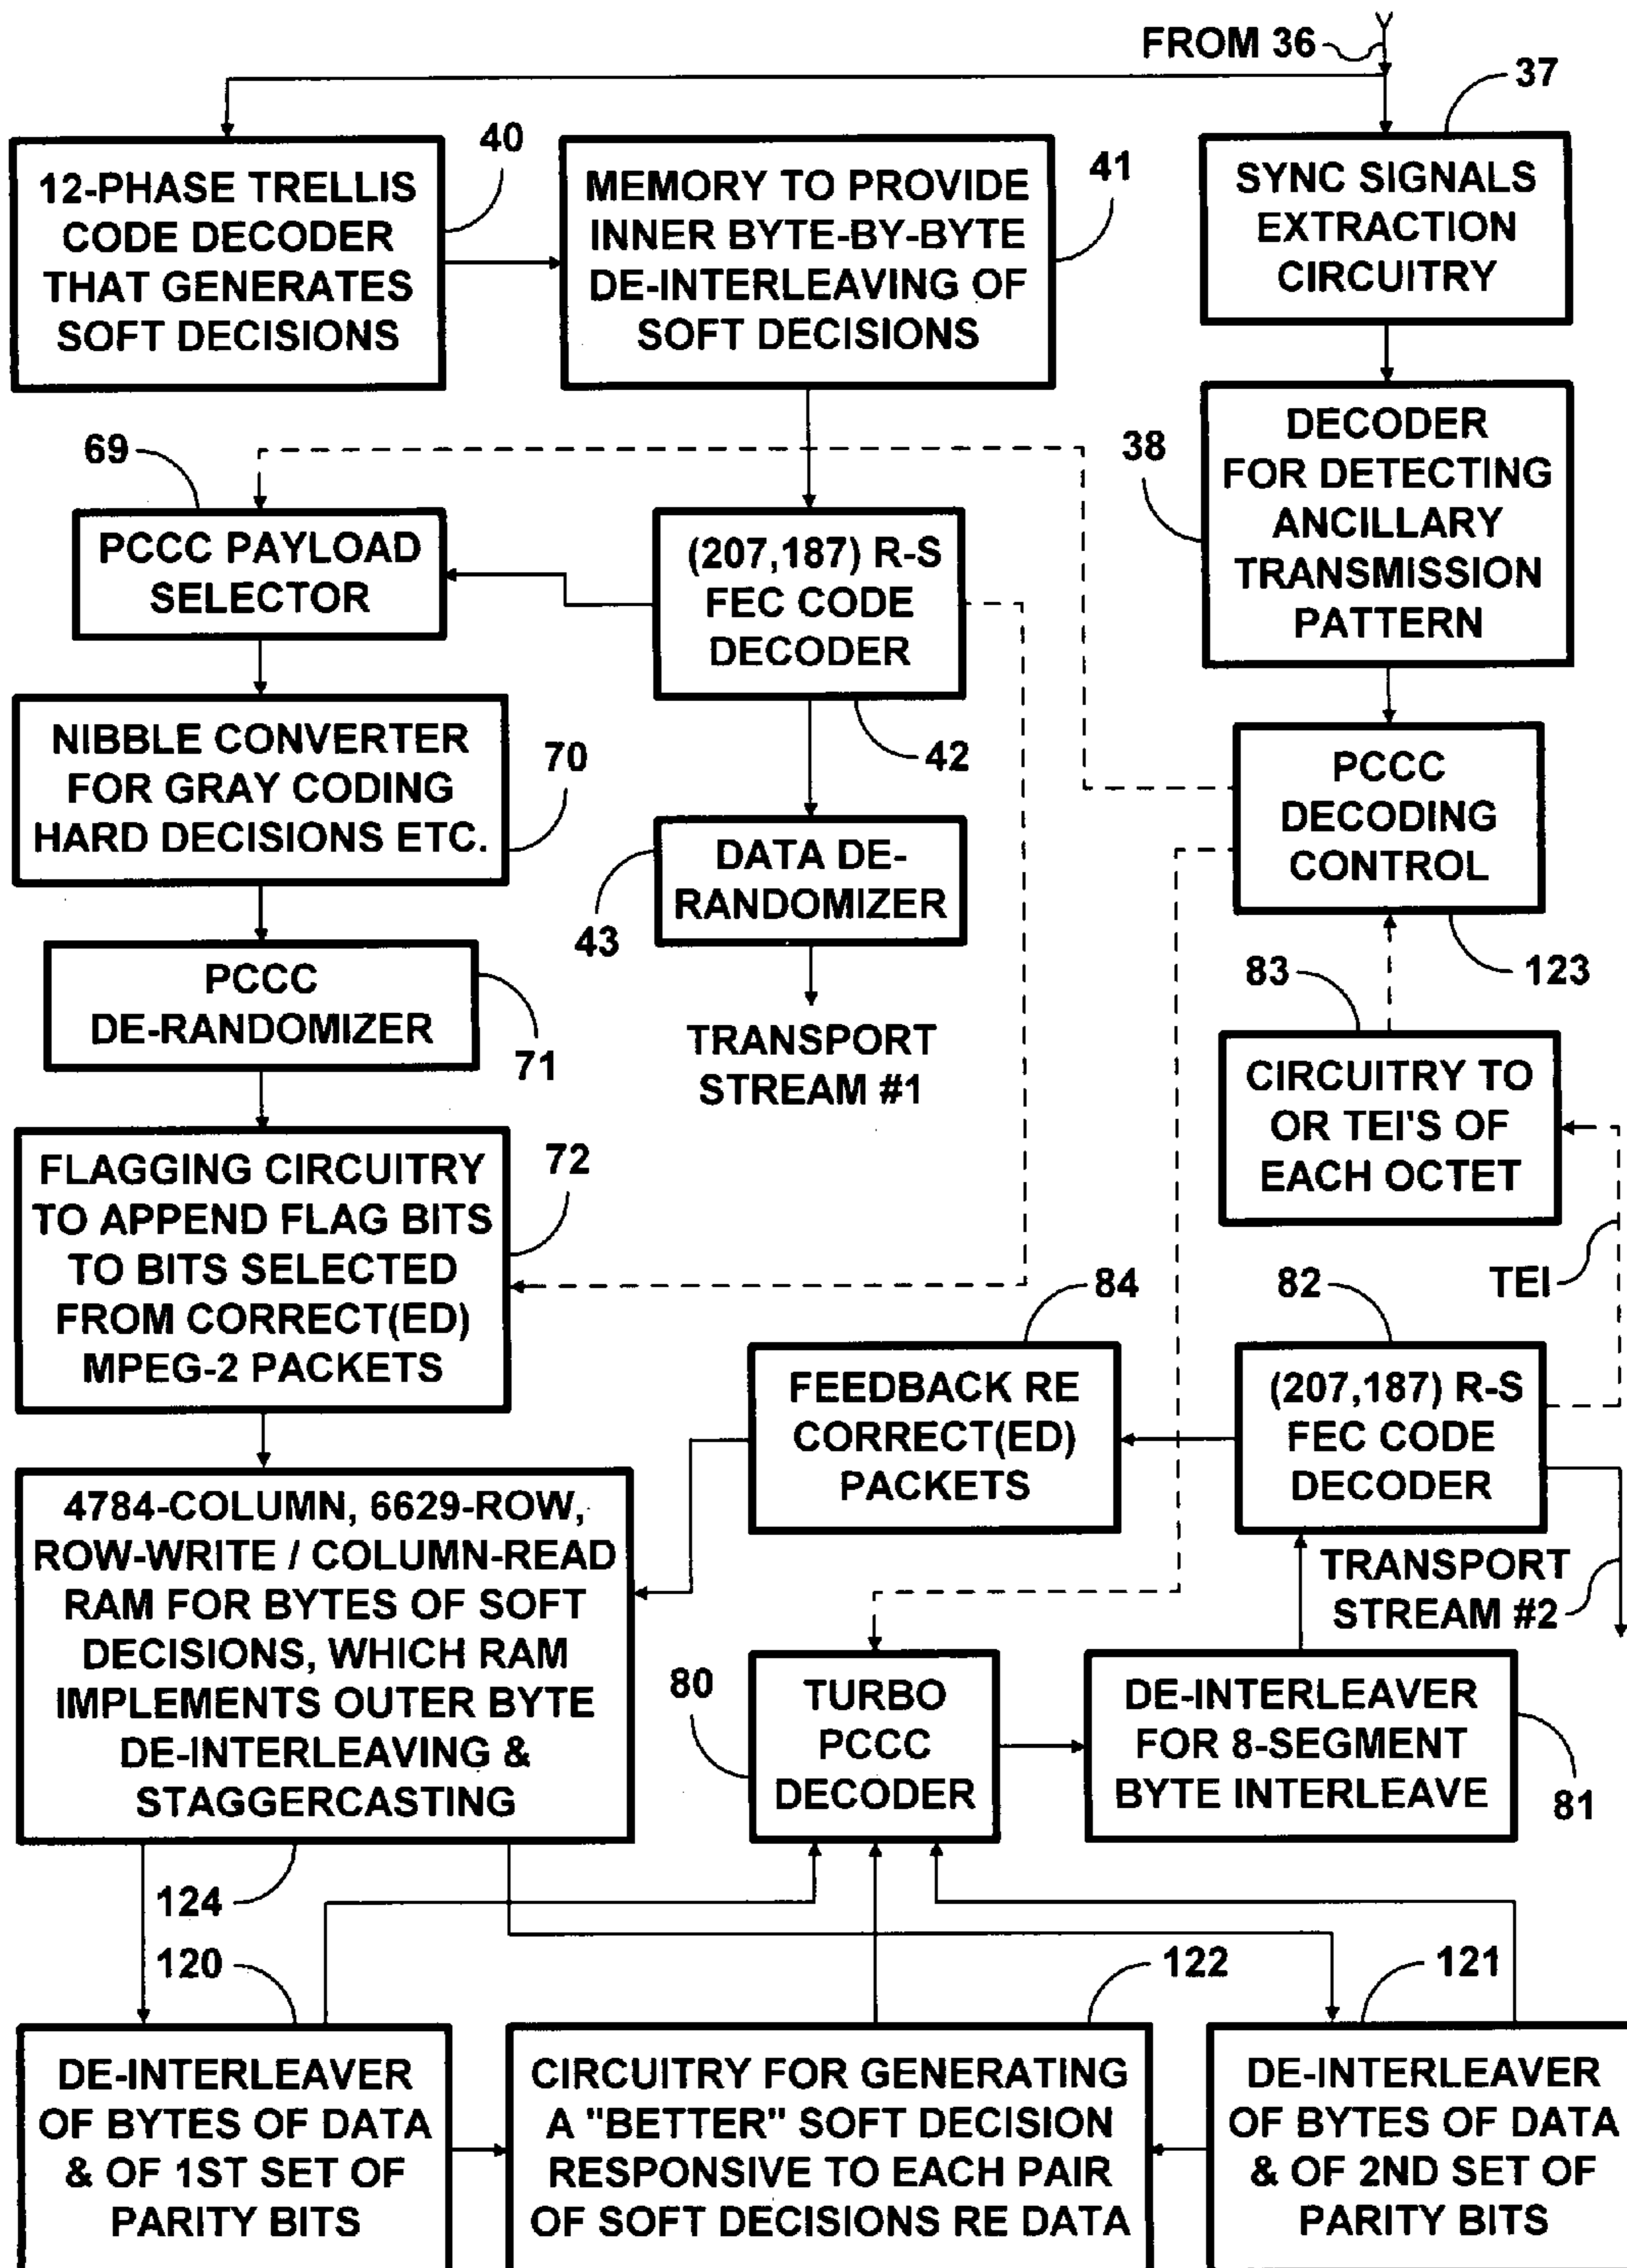 FROM 36
37
40
12-PHASE TRELLIS
CODE DECODER
THAT GENERATES
SOFT DECISIONS
MEMORY TO PROVIDE
INNER BYTE-BY-BYTE
DE-INTERLEAVING OF
SOFT DECISIONS
41
SYNC SIGNALS
EXTRACTION
CIRCUITRY
69
38
DECODER
FOR DETECTING
ANCILLARY
TRANSMISSION
PATTERN
PCCC PAYLOAD
SELECTOR
(207,187) R-S
FEC CODE
DECODER
42
NIBBLE CONVERTER
FOR GRAY CODING
HARD DECISIONS ETC.
70
PCCC
DECODING
CONTROL
123
DATA DE-
RANDOMIZER
43
TRANSPORT
STREAM #1
PCCC
DE-RANDOMIZER
71
83
CIRCUITRY TO
OR TEI'S OF
EACH OCTET
FLAGGING CIRCUITRY
TO APPEND FLAG BITS
TO BITS SELECTED
FROM CORRECT(ED)
MPEG-2 PACKETS
72
TEI
84
82
FEEDBACK RE
CORRECT(ED)
PACKETS
(207,187) R-S
FEC CODE
DECODER
TRANSPORT
STREAM #2
4784-COLUMN, 6629-ROW,
ROW-WRITE / COLUMN-READ
RAM FOR BYTES OF SOFT
DECISIONS, WHICH RAM
IMPLEMENTS OUTER BYTE
DE-INTERLEAVING &
STAGGERCASTING
124
80
TURBO
PCCC
DECODER
DE-INTERLEAVER
FOR 8-SEGMENT
BYTE INTERLEAVE
81
120
122
121
DE-INTERLEAVER
OF BYTES OF DATA
& OF 1ST SET OF
PARITY BITS
CIRCUITRY FOR GENERATING
A "BETTER" SOFT DECISION
RESPONSIVE TO EACH PAIR
OF SOFT DECISIONS RE DATA
DE-INTERLEAVER
OF BYTES OF DATA
& OF 2ND SET OF
PARITY BITS